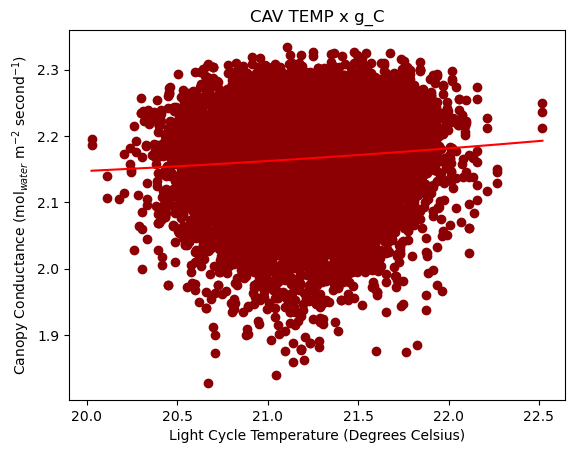 CAV TEMP x g_C
Canopy Conductance (mol_water m⁻² second⁻¹)
2.3
2.2
2.1
2.0
1.9
20.0 20.5 21.0 21.5 22.0 22.5
Light Cycle Temperature (Degrees Celsius)